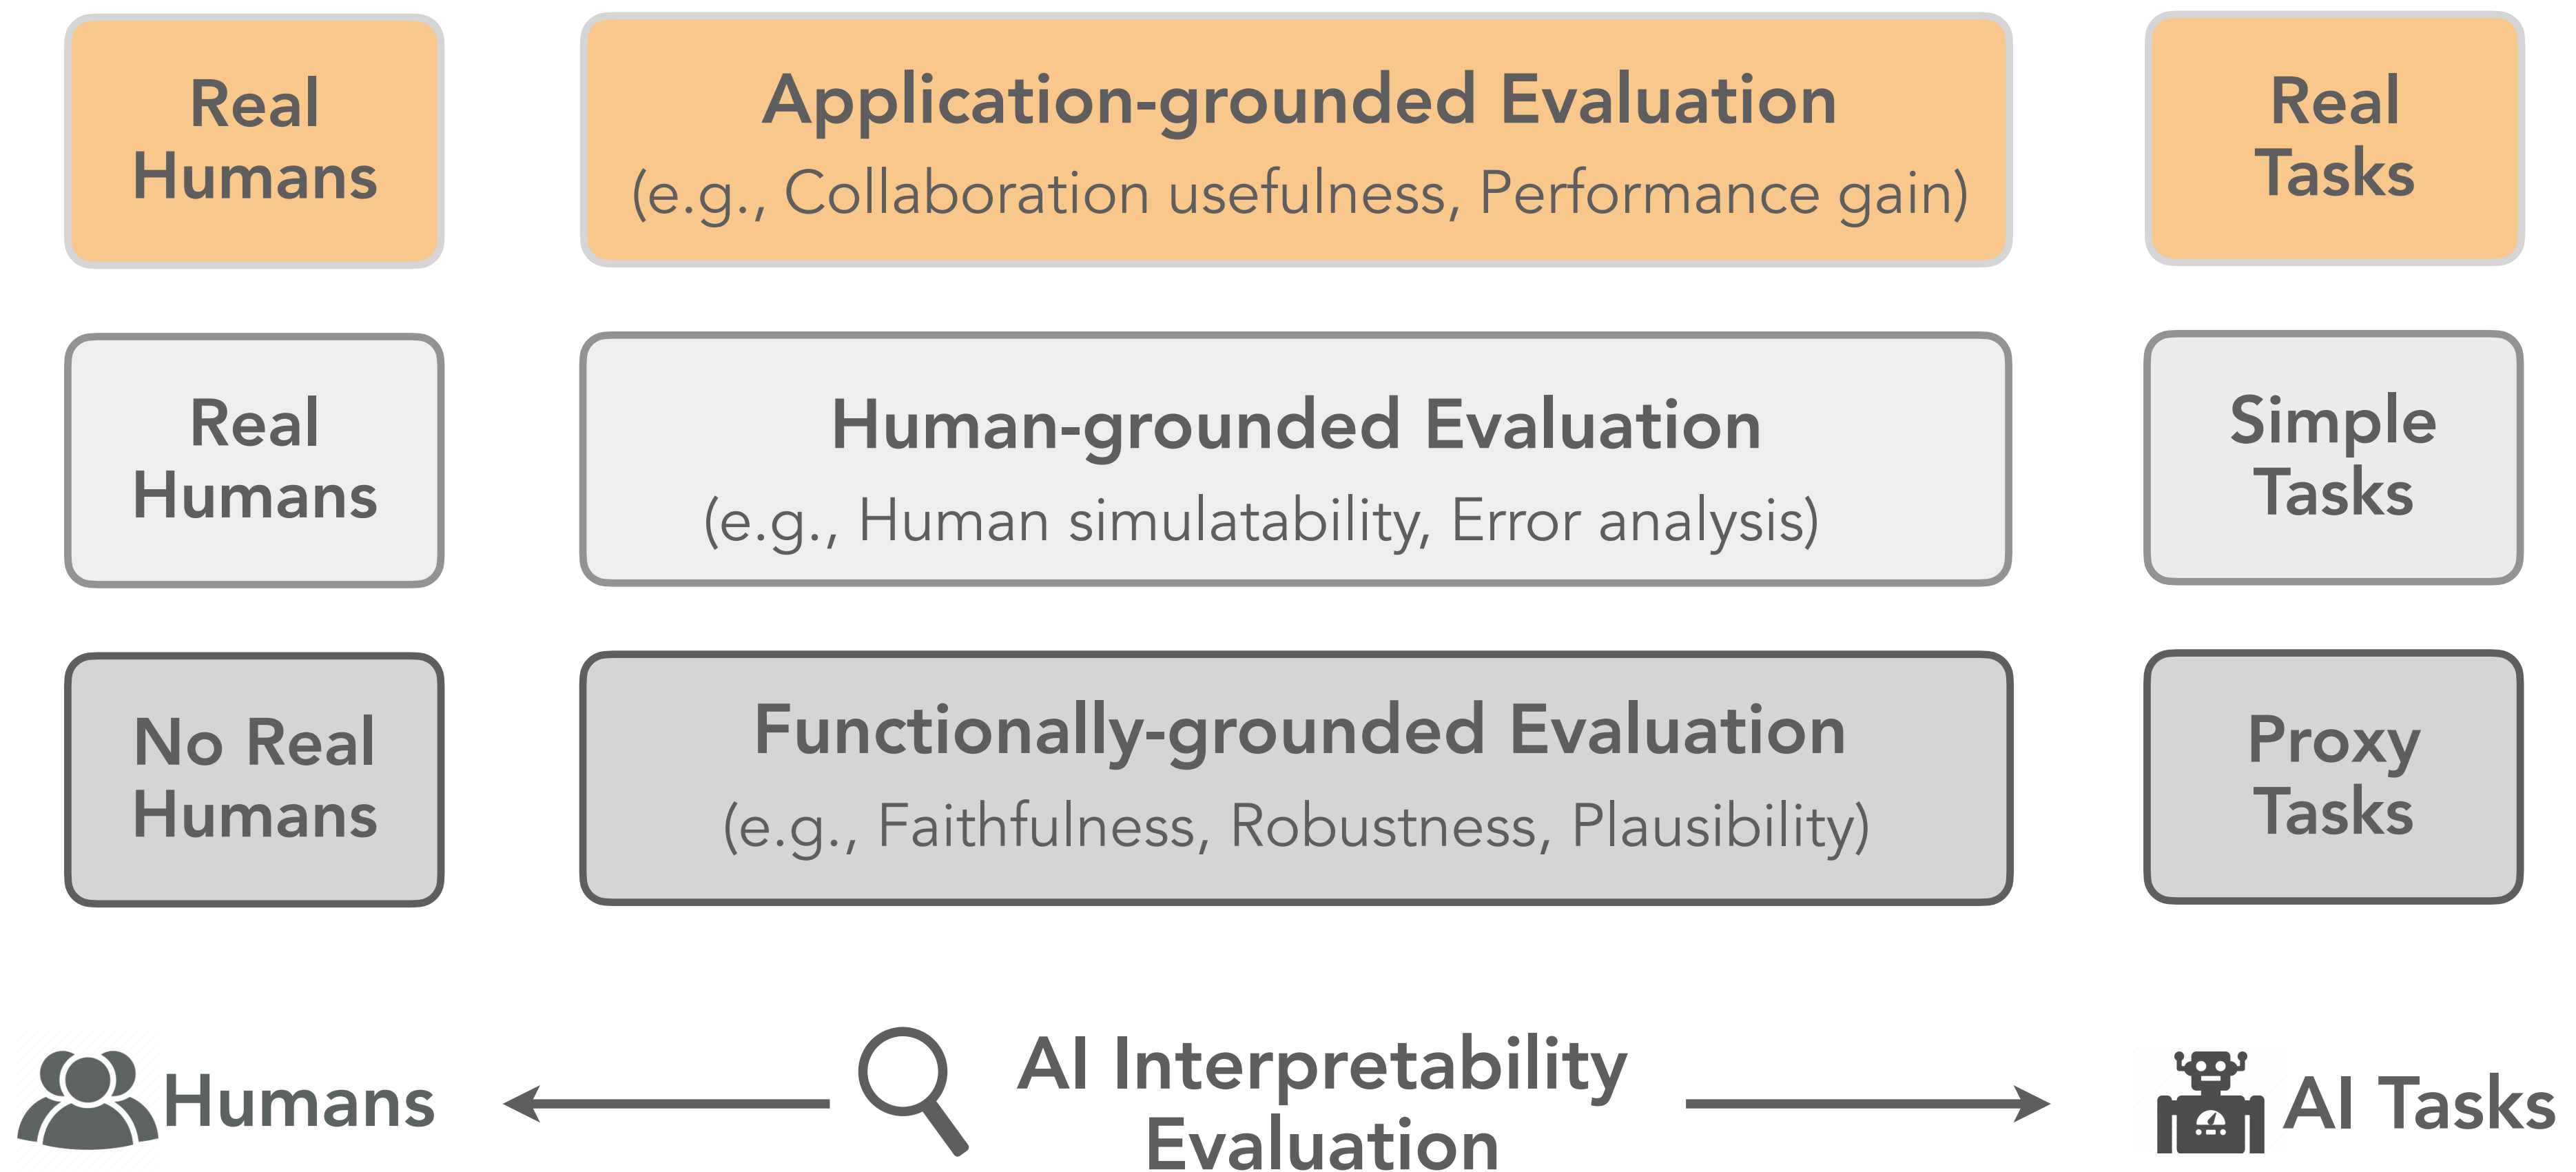 Real
Humans
Application-grounded Evaluation
(e.g., Collaboration usefulness, Performance gain)
Real
Tasks
Real
Humans
Human-grounded Evaluation
(e.g., Human simulatability, Error analysis)
Simple
Tasks
No Real
Humans
Functionally-grounded Evaluation
(e.g., Faithfulness, Robustness, Plausibility)
Proxy
Tasks
Humans
AI Interpretability
Evaluation
AI Tasks